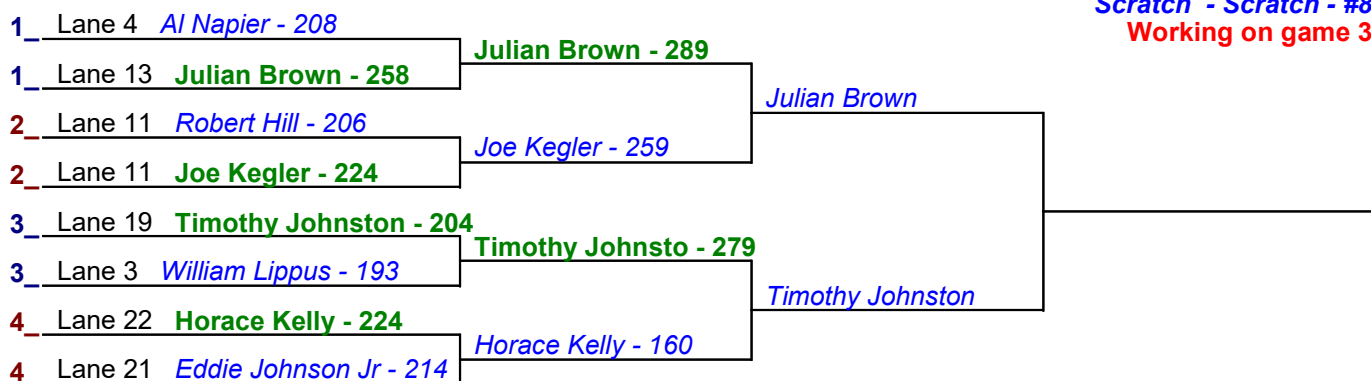 Scratch - Scratch - #8
Working on game 3
1_ Lane 4 Al Napier - 208
Julian Brown - 289
1_ Lane 13 Julian Brown - 258
Julian Brown
2_ Lane 11 Robert Hill - 206
Joe Kegler - 259
2_ Lane 11 Joe Kegler - 224
3_ Lane 19 Timothy Johnston - 204
Timothy Johnsto - 279
3_ Lane 3 William Lippus - 193
Timothy Johnston
4_ Lane 22 Horace Kelly - 224
Horace Kelly - 160
4 Lane 21 Eddie Johnson Jr - 214